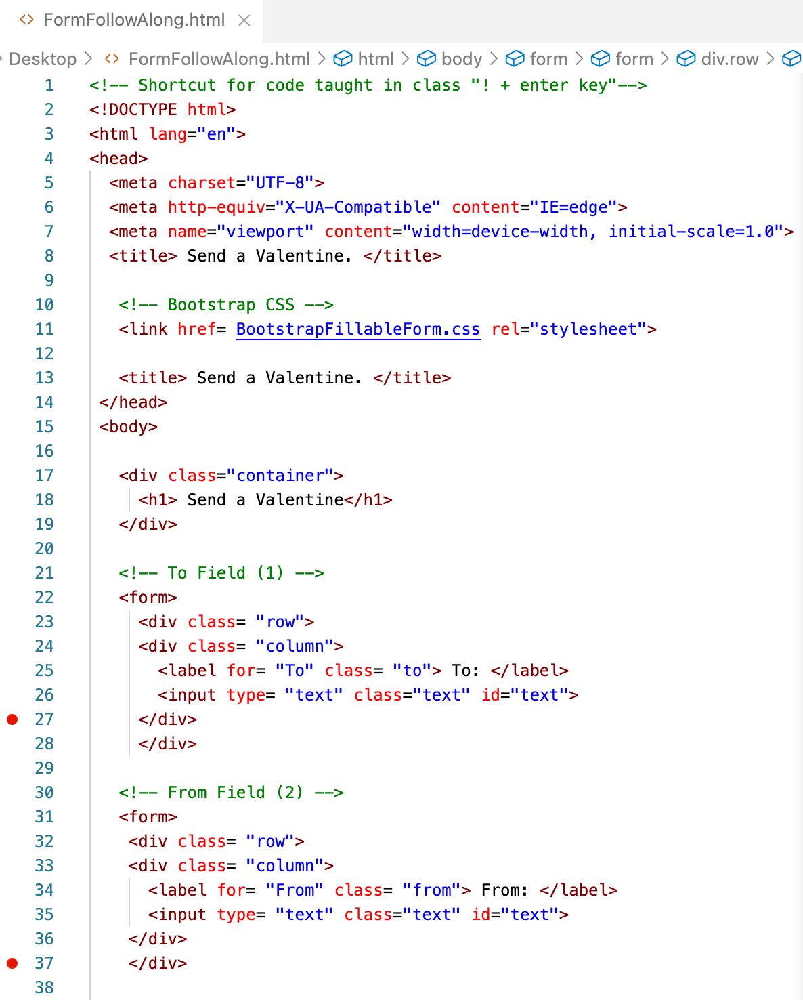 FormFollowAlong.html
Desktop > FormFollowAlong.html > html > body > form > form > div.row >
1 <!-- Shortcut for code taught in class "! + enter key"-->
2 <!DOCTYPE html>
3 <html lang="en">
4 <head>
5 <meta charset="UTF-8">
6 <meta http-equiv="X-UA-Compatible" content="IE=edge">
7 <meta name="viewport" content="width=device-width, initial-scale=1.0">
8 <title> Send a Valentine. </title>
9
10 <!-- Bootstrap CSS -->
11 <link href= BootstrapFillableForm.css rel="stylesheet">
12
13 <title> Send a Valentine. </title>
14 </head>
15 <body>
16
17 <div class="container">
18 <h1> Send a Valentine</h1>
19 </div>
20
21 <!-- To Field (1) -->
22 <form>
23 <div class= "row">
24 <div class= "column">
25 <label for= "To" class= "to"> To: </label>
26 <input type= "text" class="text" id="text">
27 </div>
28 </div>
29
30 <!-- From Field (2) -->
31 <form>
32 <div class= "row">
33 <div class= "column">
34 <label for= "From" class= "from"> From: </label>
35 <input type= "text" class="text" id="text">
36 </div>
37 </div>
38